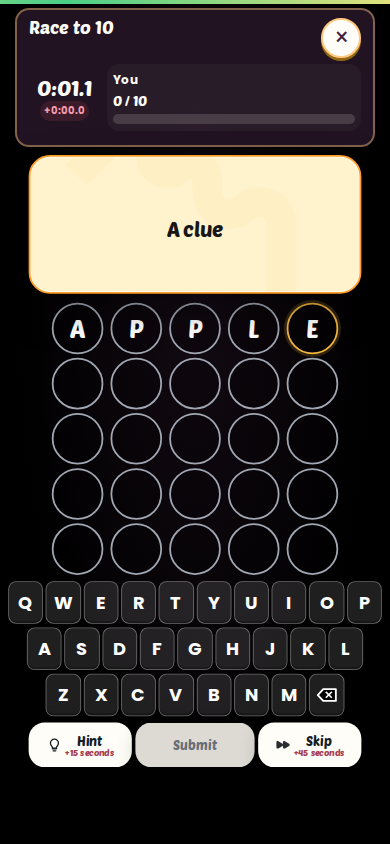 Race to 10
×
0:01.1
+0:00.0
You
0 / 10
A clue
A P P L E
Q W E R T Y U I O P
A S D F G H J K L
Z X C V B N M
Hint
+15 seconds
Submit
Skip
+45 seconds